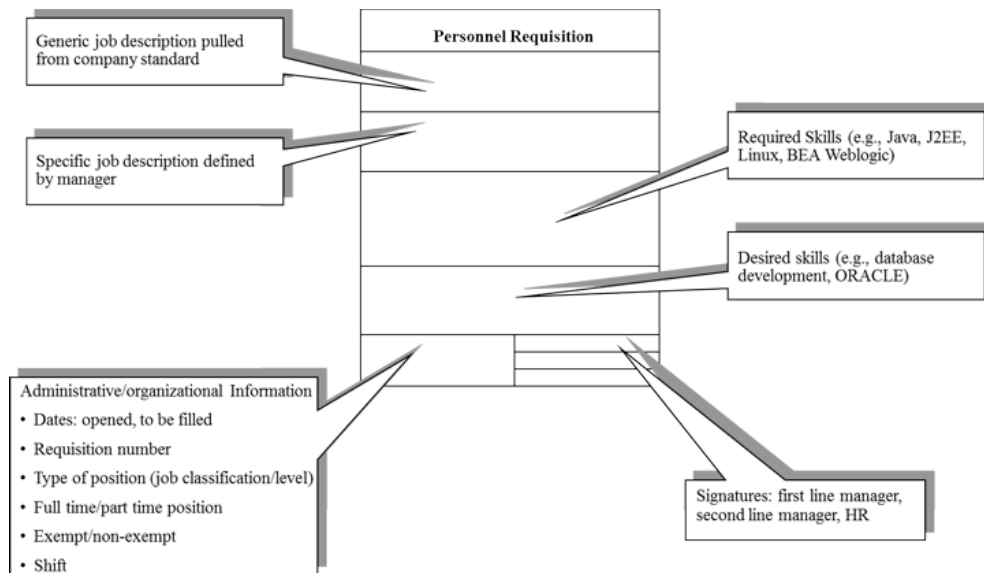 Personnel Requisition
Generic job description pulled
from company standard
Specific job description defined
by manager
Required Skills (e.g., Java, J2EE,
Linux, BEA Weblogic)
Desired skills (e.g., database
development, ORACLE)
Administrative/organizational Information
• Dates: opened, to be filled
• Requisition number
• Type of position (job classification/level)
• Full time/part time position
• Exempt/non-exempt
• Shift
Signatures: first line manager,
second line manager, HR